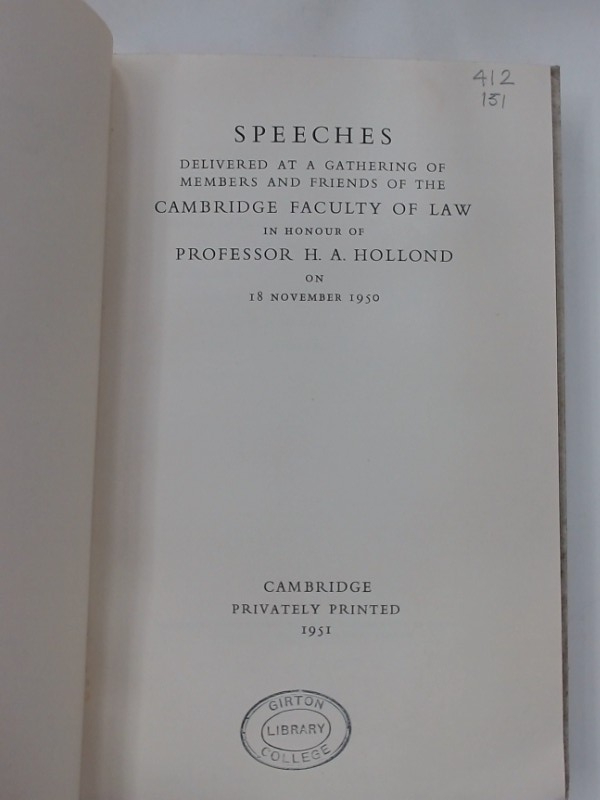 412
151
SPEECHES
DELIVERED AT A GATHERING OF
MEMBERS AND FRIENDS OF THE
CAMBRIDGE FACULTY OF LAW
IN HONOUR OF
PROFESSOR H. A. HOLLOND
ON
18 NOVEMBER 1950
CAMBRIDGE
PRIVATELY PRINTED
1951
GIRTON
LIBRARY
COLLEGE